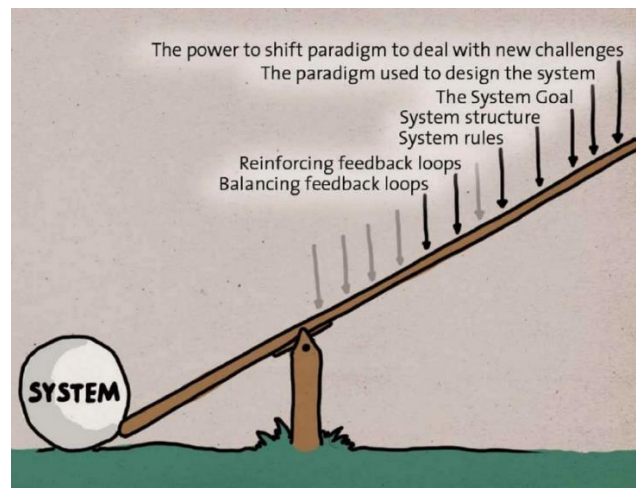 The power to shift paradigm to deal with new challenges
The paradigm used to design the system
The System Goal
System structure
System rules
Reinforcing feedback loops
Balancing feedback loops
SYSTEM